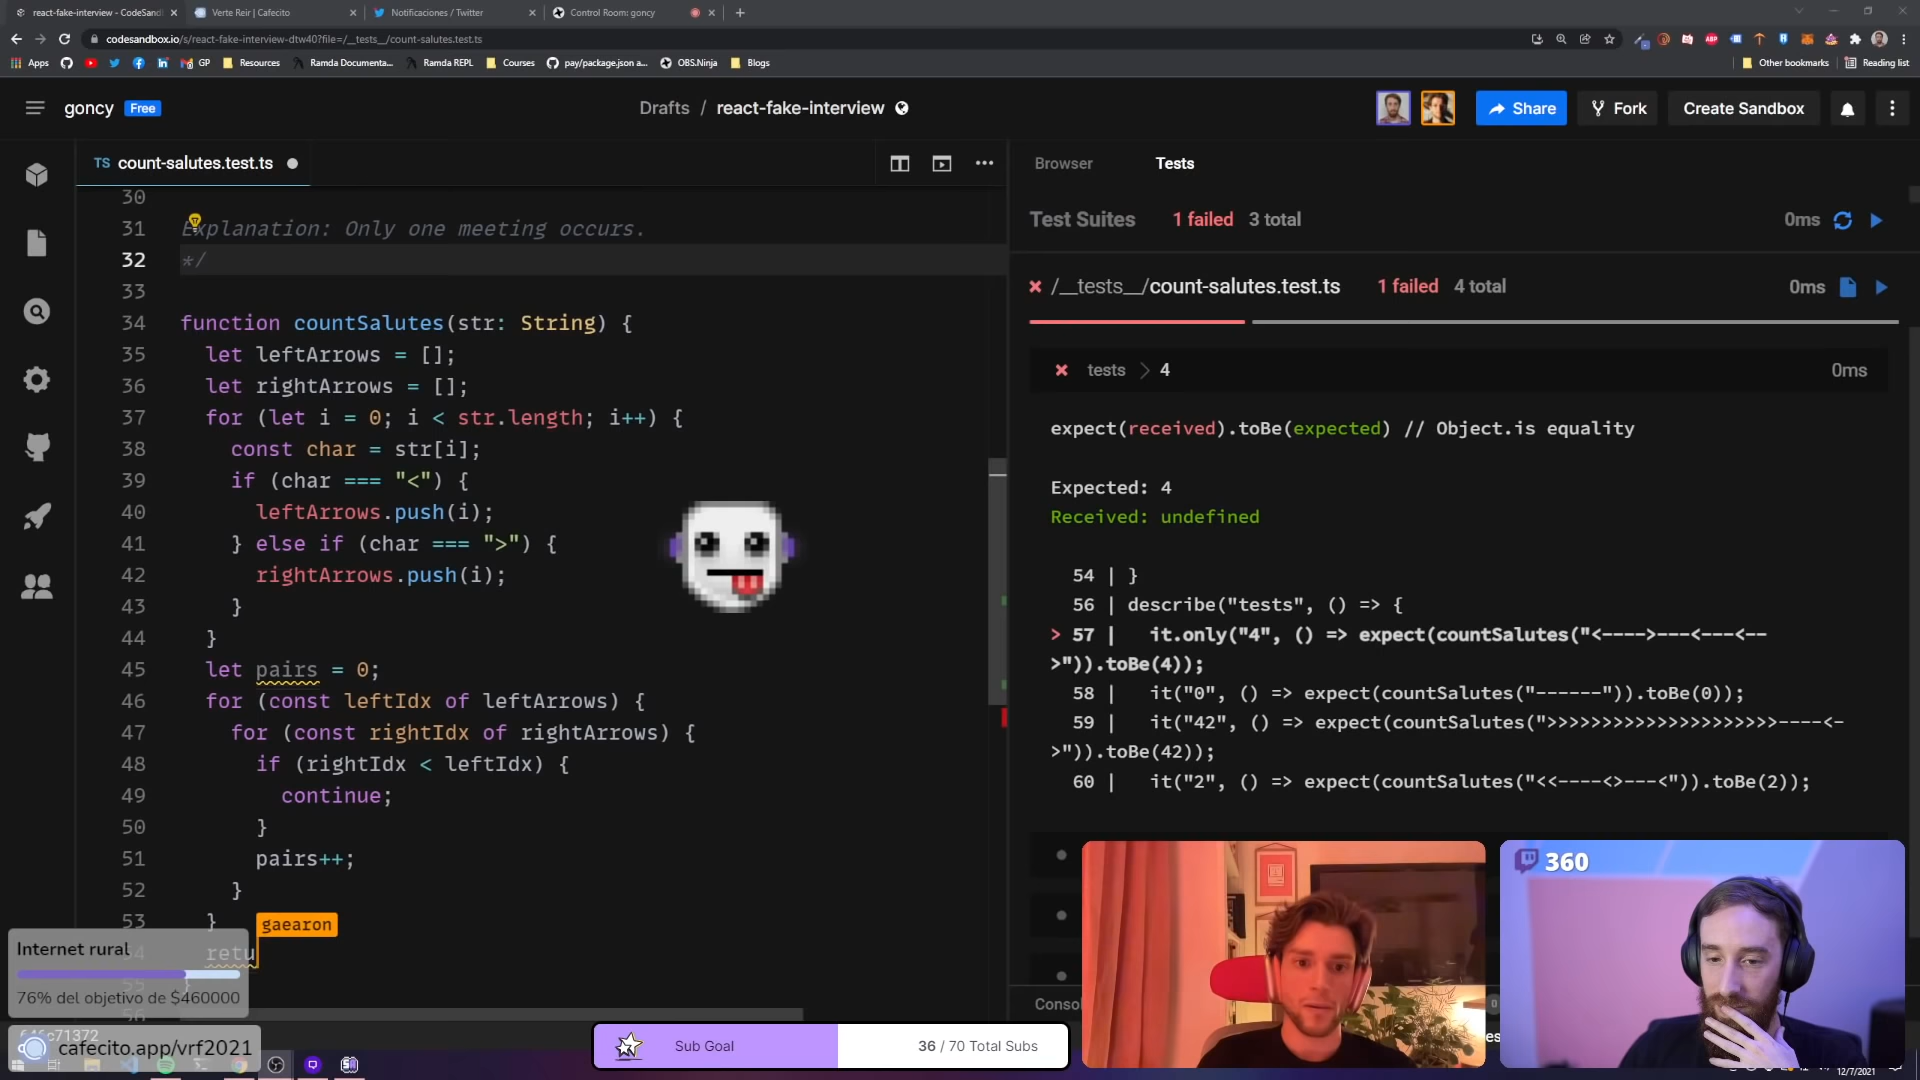 react-fake-interview - CodeSand
Verte Reir | Cafecito
Notificaciones / Twitter
Control Room: goncy
codesandbox.io/s/react-fake-interview-dtw40?file=/__tests__/count-salutes.test.ts
Apps
GP
Resources
Ramda Documenta...
Ramda REPL
Courses
pay/package.json a...
OBS.Ninja
Blogs
Other bookmarks
Reading list
goncy
Free
Drafts / react-fake-interview
Share
Fork
Create Sandbox
TS count-salutes.test.ts
30
31 Explanation: Only one meeting occurs.
32 */
33
34 function countSalutes(str: String) {
35 let leftArrows = [];
36 let rightArrows = [];
37 for (let i = 0; i < str.length; i++) {
38 const char = str[i];
39 if (char === "<") {
40 leftArrows.push(i);
41 } else if (char === ">") {
42 rightArrows.push(i);
43 }
44 }
45 let pairs = 0;
46 for (const leftIdx of leftArrows) {
47 for (const rightIdx of rightArrows) {
48 if (rightIdx < leftIdx) {
49 continue;
50 }
51 pairs++;
52 }
53 }
gaearon
retu
Internet rural
76% del objetivo de $460000
cafecito.app/vrf2021
Browser
Tests
Test Suites 1 failed 3 total
0ms
/__tests__/count-salutes.test.ts 1 failed 4 total
0ms
tests > 4
0ms
expect(received).toBe(expected) // Object.is equality
Expected: 4
Received: undefined
54 | }
56 | describe("tests", () => {
> 57 | it.only("4", () => expect(countSalutes("<---->---<---<--
>")).toBe(4));
58 | it("0", () => expect(countSalutes("------")).toBe(0));
59 | it("42", () => expect(countSalutes(">>>>>>>>>>>>>>>>>>>>>----<-
>")).toBe(42));
60 | it("2", () => expect(countSalutes("<<----<>---<")).toBe(2));
Sub Goal
36 / 70 Total Subs
360
12/7/2021